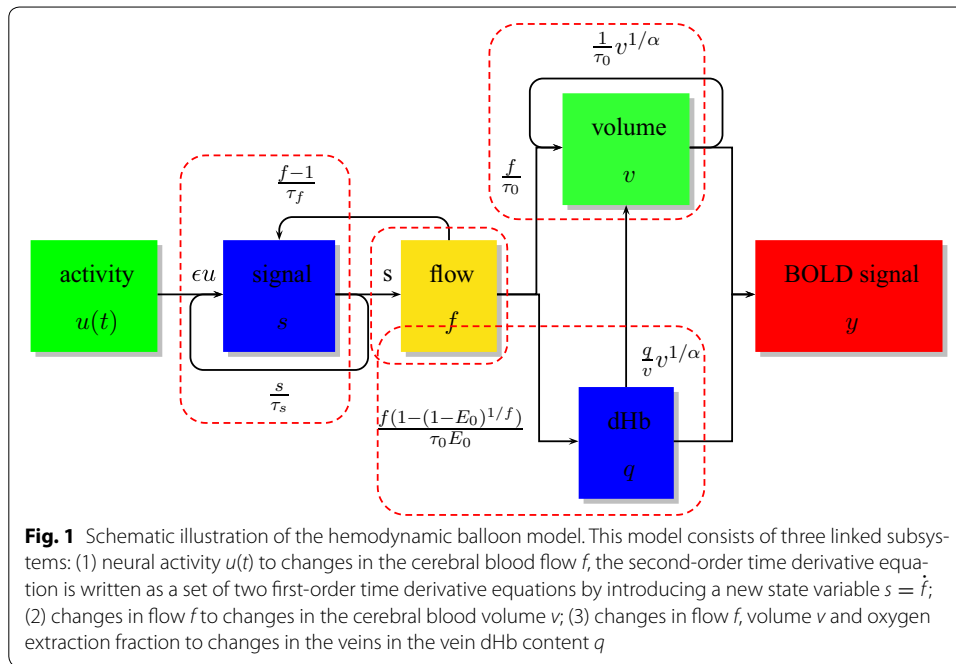 1/τ₀ v^{1/α}
volume
v
f/τ₀
f−1/τ_f
activity
u(t)
ϵu
signal
s
s
flow
f
BOLD signal
y
s/τ_s
q/v v^{1/α}
f(1−(1−E₀)^{1/f})/τ₀E₀
dHb
q
Fig. 1 Schematic illustration of the hemodynamic balloon model. This model consists of three linked subsys-
tems: (1) neural activity u(t) to changes in the cerebral blood flow f, the second-order time derivative equa-
tion is written as a set of two first-order time derivative equations by introducing a new state variable s = ḟ;
(2) changes in flow f to changes in the cerebral blood volume v; (3) changes in flow f, volume v and oxygen
extraction fraction to changes in the veins in the vein dHb content q